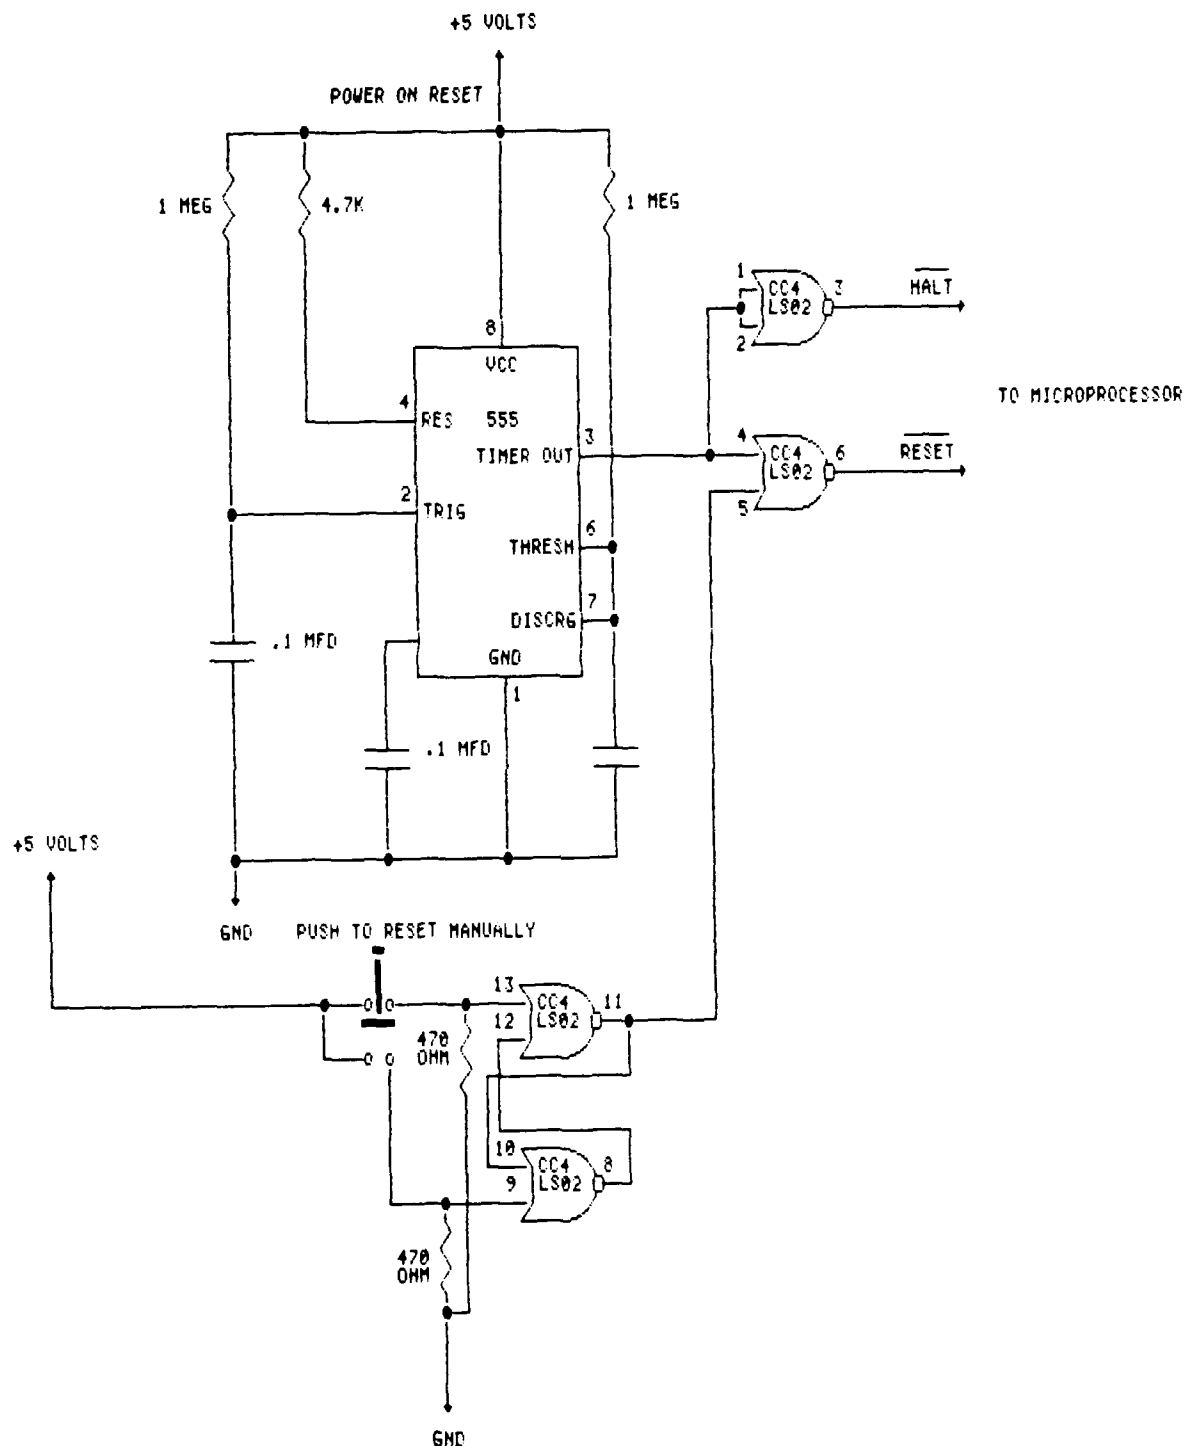 +5 VOLTS
POWER ON RESET
1 MEG
4.7K
1 MEG
8
VCC
4
RES
555
3
TIMER OUT
2
TRIG
6
THRESH
7
DISCRG
GND
1
.1 MFD
.1 MFD
GND
1
2
CC4
LS02
3
HALT
TO MICROPROCESSOR
4
5
CC4
LS02
6
RESET
+5 VOLTS
PUSH TO RESET MANUALLY
13
12
CC4
LS02
11
470
OHM
10
9
CC4
LS02
8
470
OHM
GND